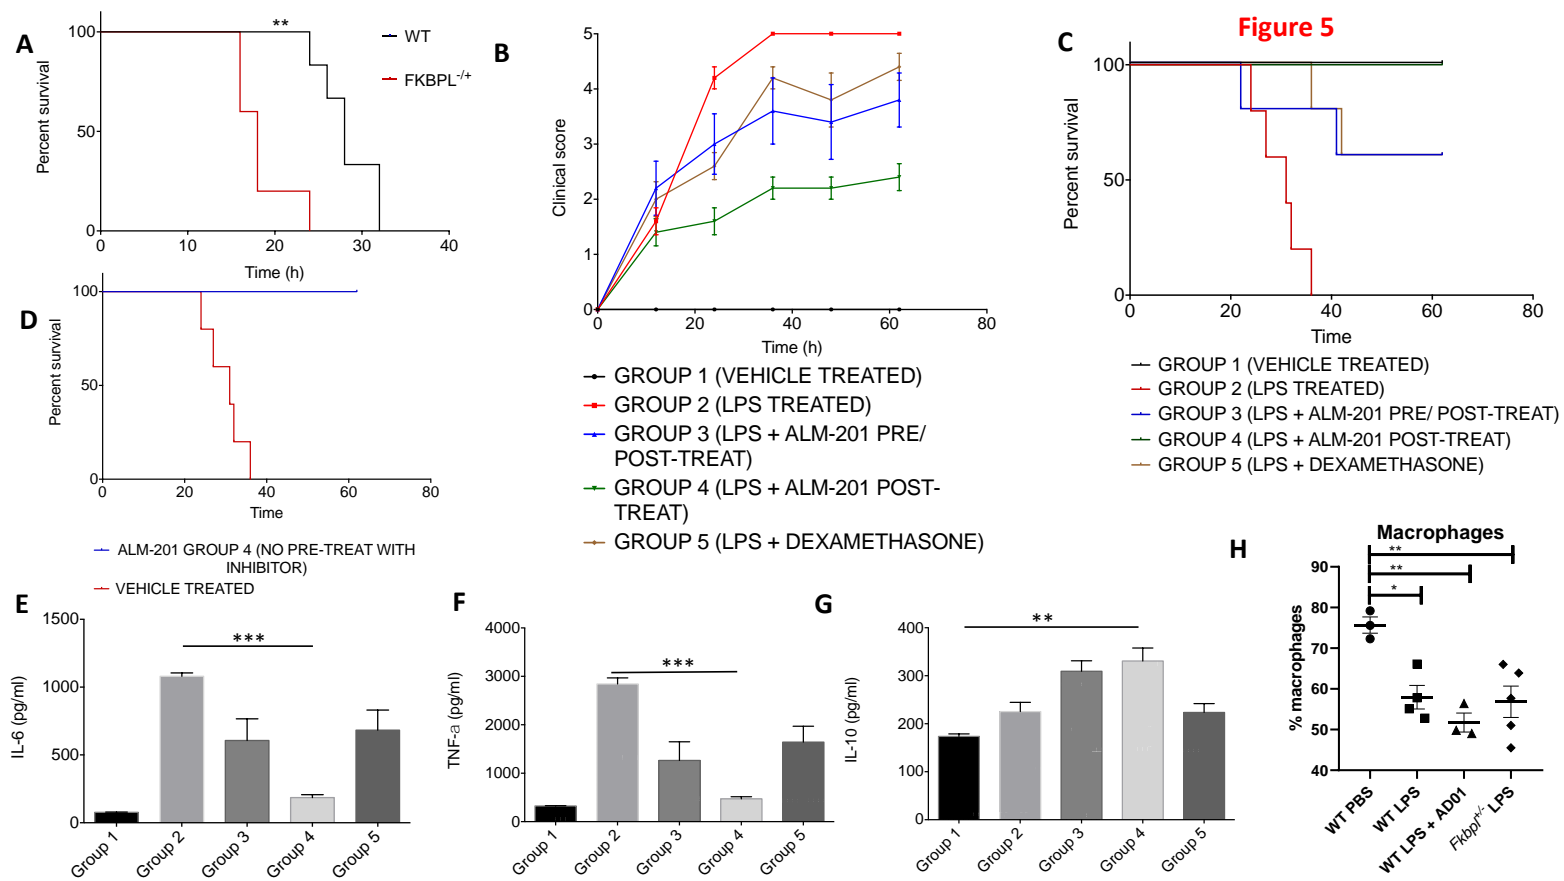 Figure 5
A
**
WT
FKBPL-/+
Percent survival
100
50
0
0 10 20 30 40
Time (h)
B
Clinical score
5
4
3
2
1
0
0 20 40 60 80
Time (h)
GROUP 1 (VEHICLE TREATED)
GROUP 2 (LPS TREATED)
GROUP 3 (LPS + ALM-201 PRE/
POST-TREAT)
GROUP 4 (LPS + ALM-201 POST-
TREAT)
GROUP 5 (LPS + DEXAMETHASONE)
C
Percent survival
100
50
0
0 20 40 60 80
Time
GROUP 1 (VEHICLE TREATED)
GROUP 2 (LPS TREATED)
GROUP 3 (LPS + ALM-201 PRE/ POST-TREAT)
GROUP 4 (LPS + ALM-201 POST-TREAT)
GROUP 5 (LPS + DEXAMETHASONE)
D
Percent survival
100
50
0
0 20 40 60 80
Time
ALM-201 GROUP 4 (NO PRE-TREAT WITH
INHIBITOR)
VEHICLE TREATED
E
IL-6 (pg/ml)
1500
1000
500
0
***
Group 1 Group 2 Group 3 Group 4 Group 5
F
TNF-a (pg/ml)
4000
3000
2000
1000
0
***
Group 1 Group 2 Group 3 Group 4 Group 5
G
IL-10 (pg/ml)
400
300
200
100
0
**
Group 1 Group 2 Group 3 Group 4 Group 5
H
Macrophages
**
**
*
% macrophages
90
80
70
60
50
40
WT PBS WT LPS WT LPS + AD01 Fkbpl+/- LPS